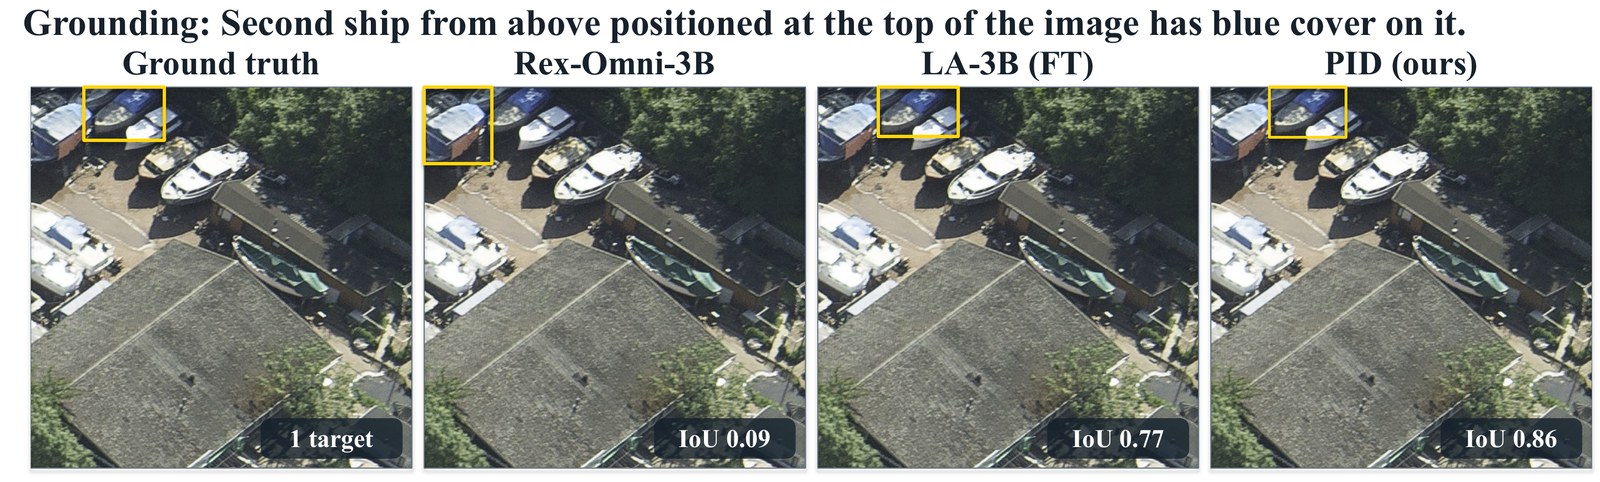 Grounding: Second ship from above positioned at the top of the image has blue cover on it.
Ground truth
Rex-Omni-3B
LA-3B (FT)
PID (ours)
1 target
IoU 0.09
IoU 0.77
IoU 0.86